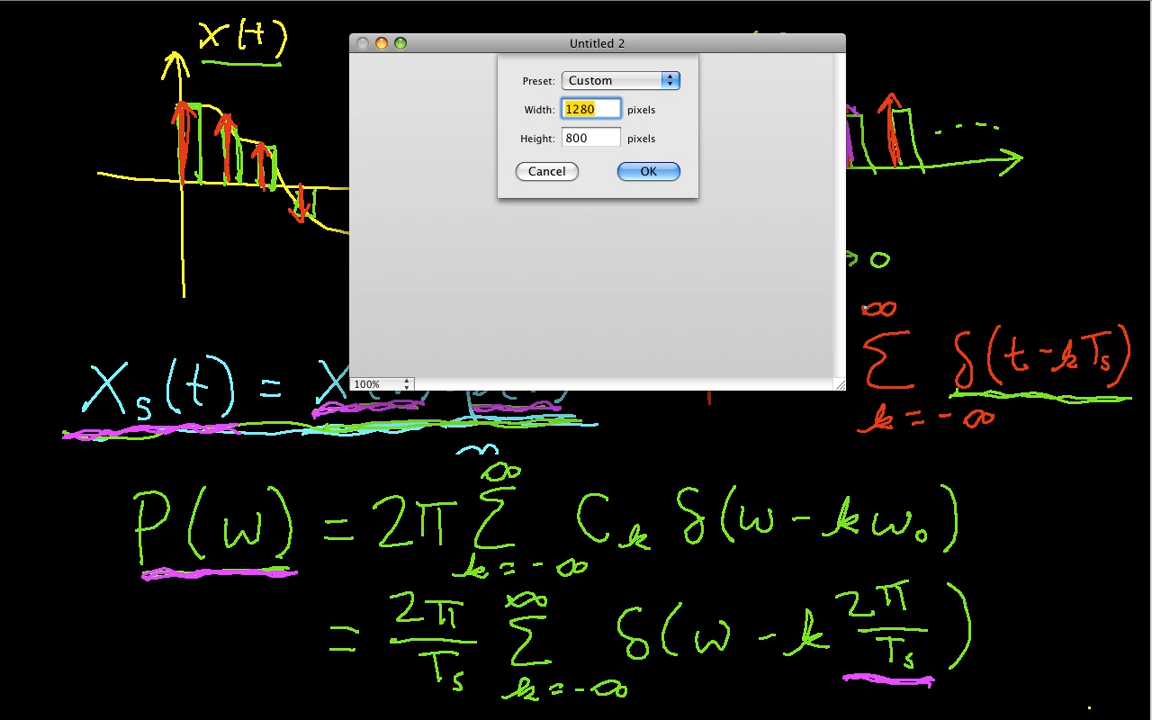 x(t)
Untitled 2
Preset: Custom
Width: 1280 pixels
Height: 800 pixels
Cancel OK
100%
→ 0
∞
Σ δ(t - kTs)
k = -∞
Xs(t) = X
∞
P(w) = 2π Σ Ck δ(w - kw₀)
k = -∞
= 2π/Ts Σ δ(w - k 2π/Ts)
∞
k = -∞